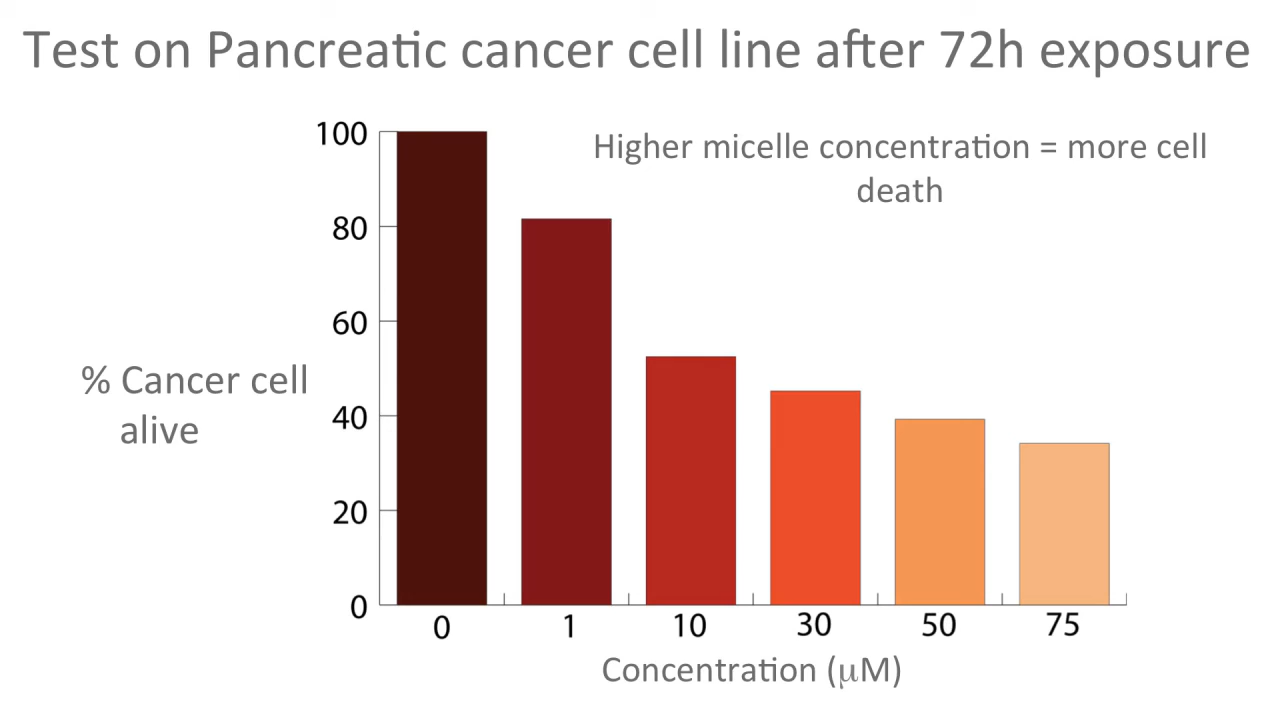 Test on Pancreatic cancer cell line after 72h exposure
Higher micelle concentration = more cell
death
100
80
60
40
20
0
% Cancer cell
alive
0 1 10 30 50 75
Concentration (μM)